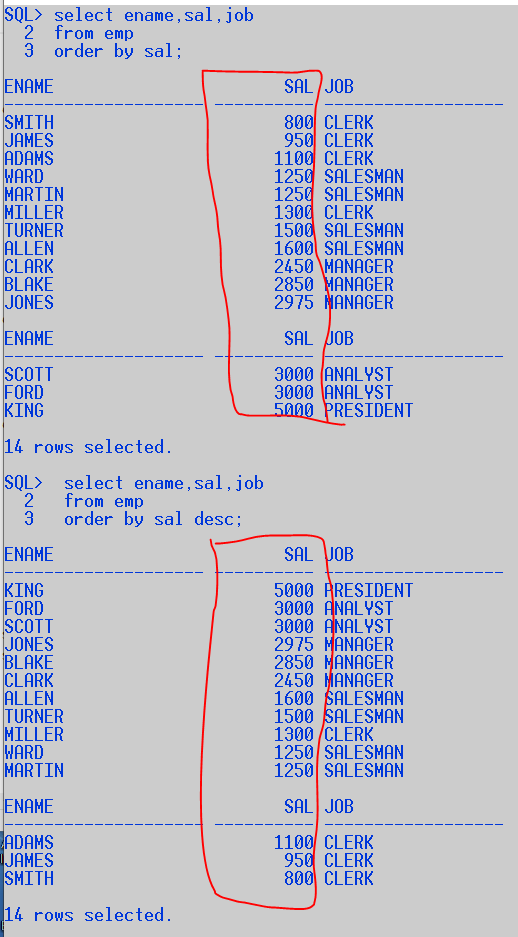 SQL> select ename,sal,job
2 from emp
3 order by sal;
ENAME SAL JOB
-------------------- ---------- ------------------
SMITH 800 CLERK
JAMES 950 CLERK
ADAMS 1100 CLERK
WARD 1250 SALESMAN
MARTIN 1250 SALESMAN
MILLER 1300 CLERK
TURNER 1500 SALESMAN
ALLEN 1600 SALESMAN
CLARK 2450 MANAGER
BLAKE 2850 MANAGER
JONES 2975 MANAGER
ENAME SAL JOB
-------------------- ---------- ------------------
SCOTT 3000 ANALYST
FORD 3000 ANALYST
KING 5000 PRESIDENT
14 rows selected.
SQL> select ename,sal,job
2 from emp
3 order by sal desc;
ENAME SAL JOB
-------------------- ---------- ------------------
KING 5000 PRESIDENT
FORD 3000 ANALYST
SCOTT 3000 ANALYST
JONES 2975 MANAGER
BLAKE 2850 MANAGER
CLARK 2450 MANAGER
ALLEN 1600 SALESMAN
TURNER 1500 SALESMAN
MILLER 1300 CLERK
WARD 1250 SALESMAN
MARTIN 1250 SALESMAN
ENAME SAL JOB
-------------------- ---------- ------------------
ADAMS 1100 CLERK
JAMES 950 CLERK
SMITH 800 CLERK
14 rows selected.